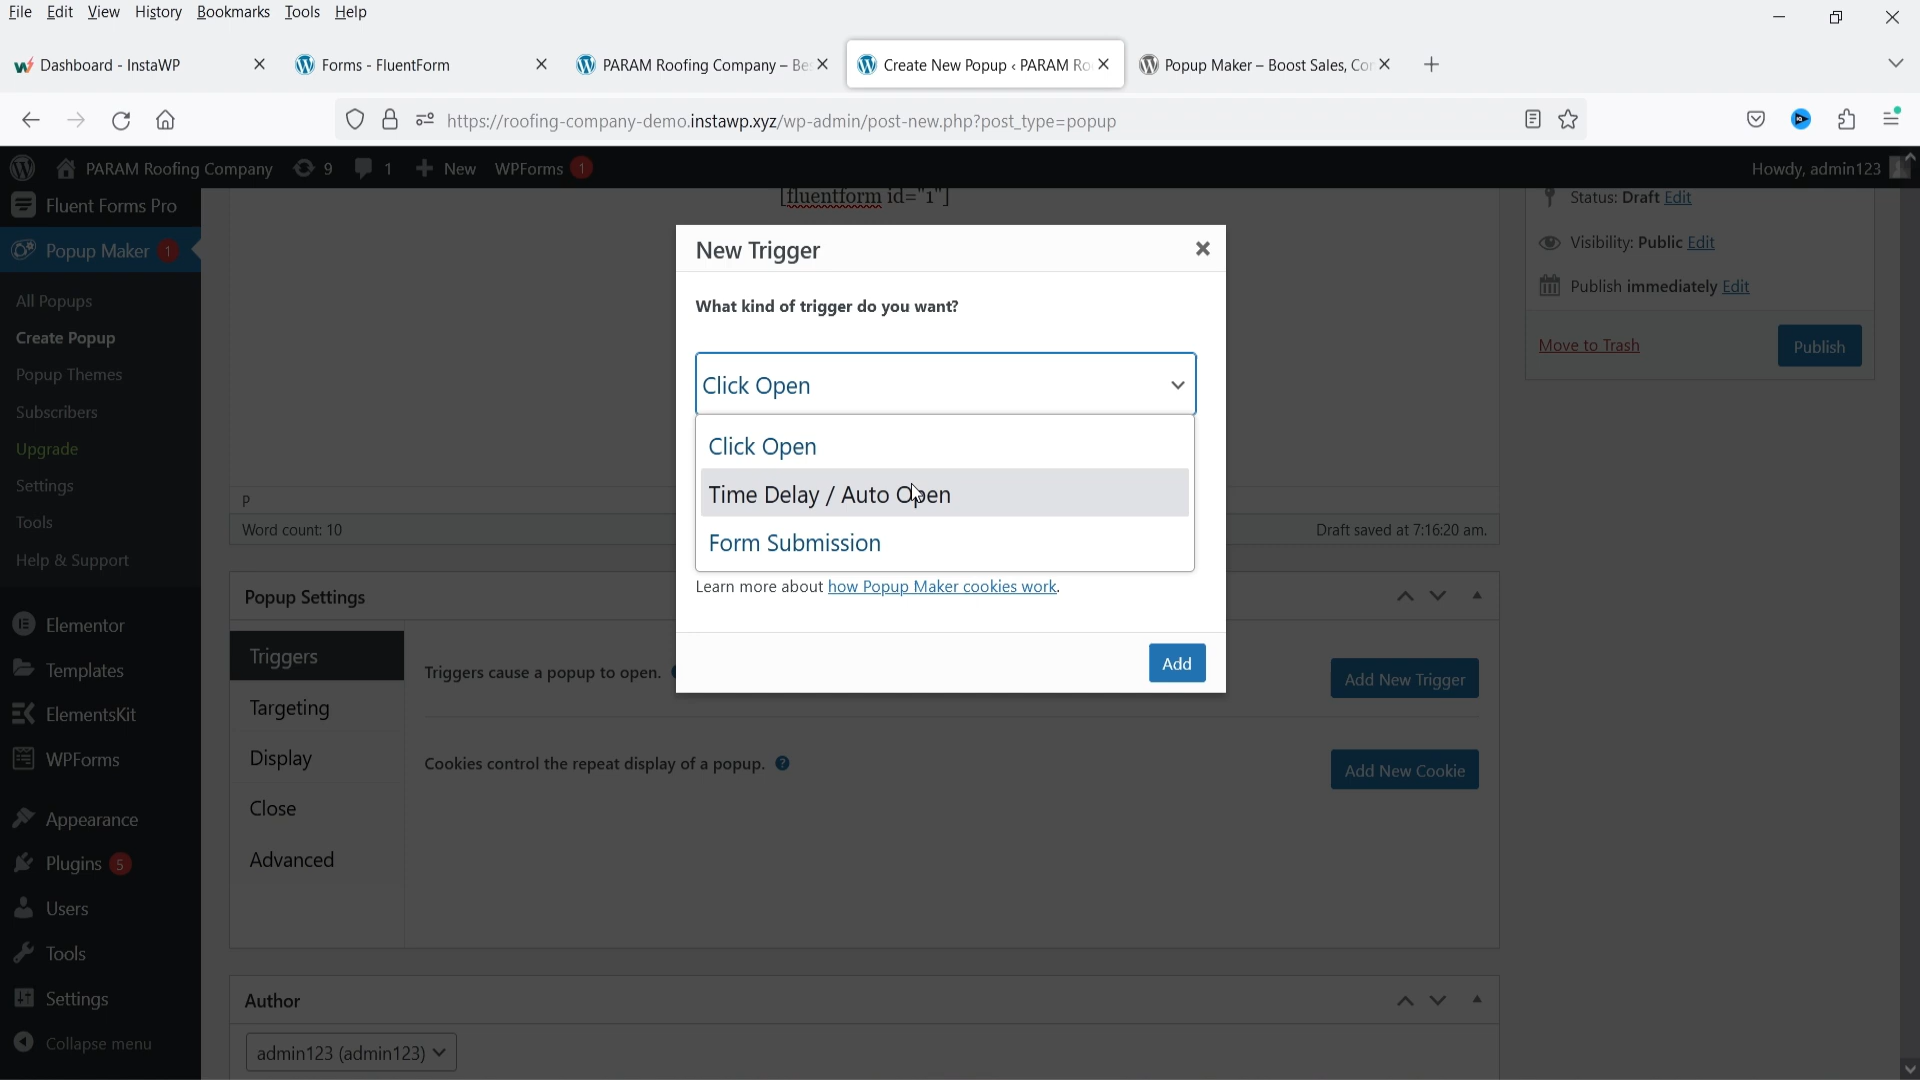 File Edit View History Bookmarks Tools Help
Dashboard - InstaWP
Forms - FluentForm
PARAM Roofing Company – Be
Create New Popup ‹ PARAM Ro
Popup Maker – Boost Sales, Co
https://roofing-company-demo.instawp.xyz/wp-admin/post-new.php?post_type=popup
PARAM Roofing Company 9 1 New WPForms 1 Howdy, admin123
Fluent Forms Pro
Popup Maker 1
All Popups
Create Popup
Popup Themes
Subscribers
Upgrade
Settings
Tools
Help & Support
Elementor
Templates
ElementsKit
WPForms
Appearance
Plugins 5
Users
Tools
Settings
Collapse menu
[fluentform id="1"]
New Trigger
What kind of trigger do you want?
Click Open
Click Open
Time Delay / Auto Open
Form Submission
Learn more about how Popup Maker cookies work.
Add
p
Word count: 10 Draft saved at 7:16:20 am.
Popup Settings
Triggers
Targeting
Display
Close
Advanced
Triggers cause a popup to open.
Add New Trigger
Cookies control the repeat display of a popup. ?
Add New Cookie
Author
admin123 (admin123)
Status: Draft Edit
Visibility: Public Edit
Publish immediately Edit
Move to Trash Publish